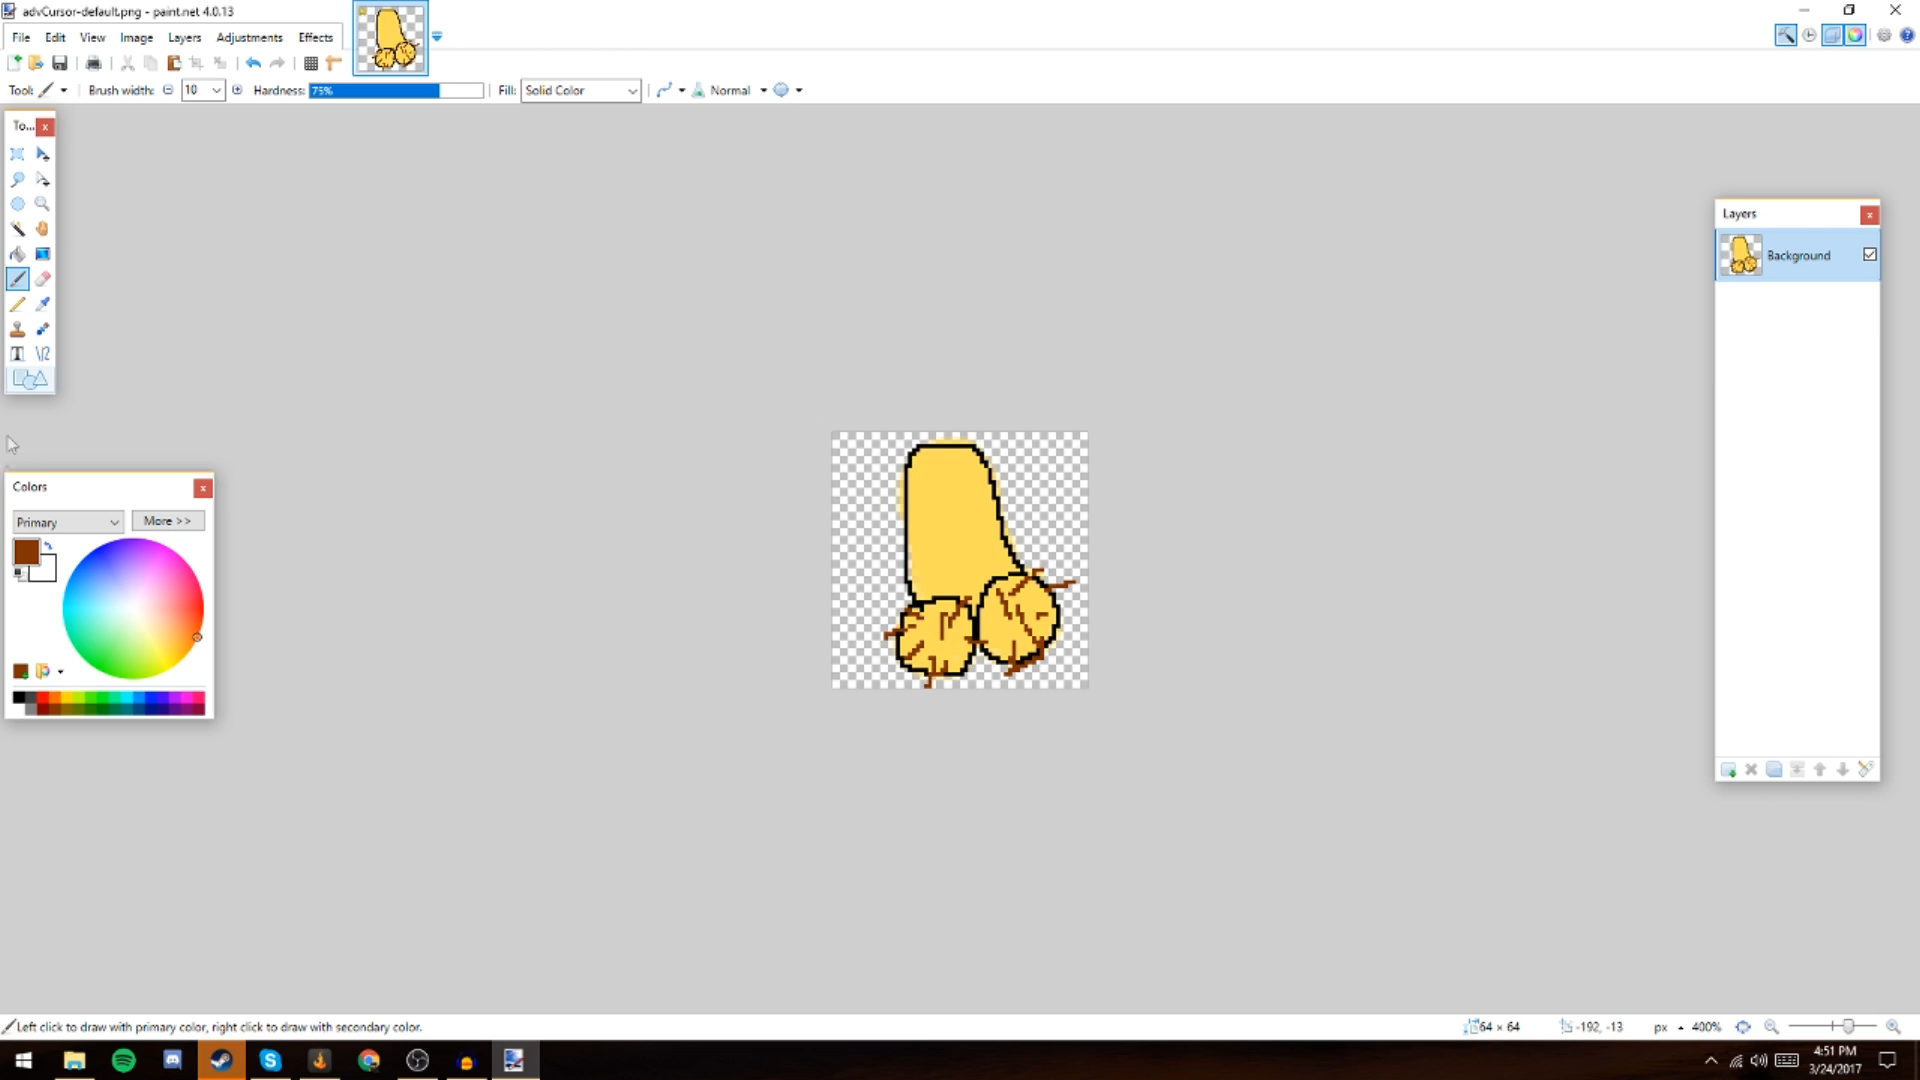 advCursor-default.png - paint.net 4.0.13
File Edit View Image Layers Adjustments Effects
Tool: Brush width: 10 Hardness: 75% Fill: Solid Color Normal
To...
Layers
Background
Colors
Primary More >>
Left click to draw with primary color, right click to draw with secondary color.
64 × 64 -192, -13 px 400%
4:51 PM
3/24/2017